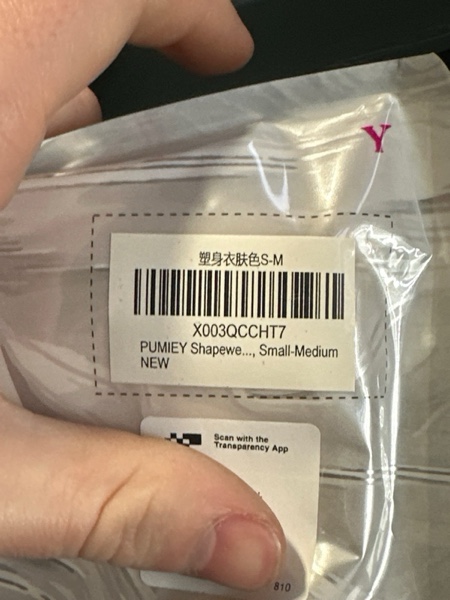 Y
塑身衣肤色S-M
X003QCCHT7
PUMIEY Shapewe..., Small-Medium
NEW
Scan with the
Transparency App
810